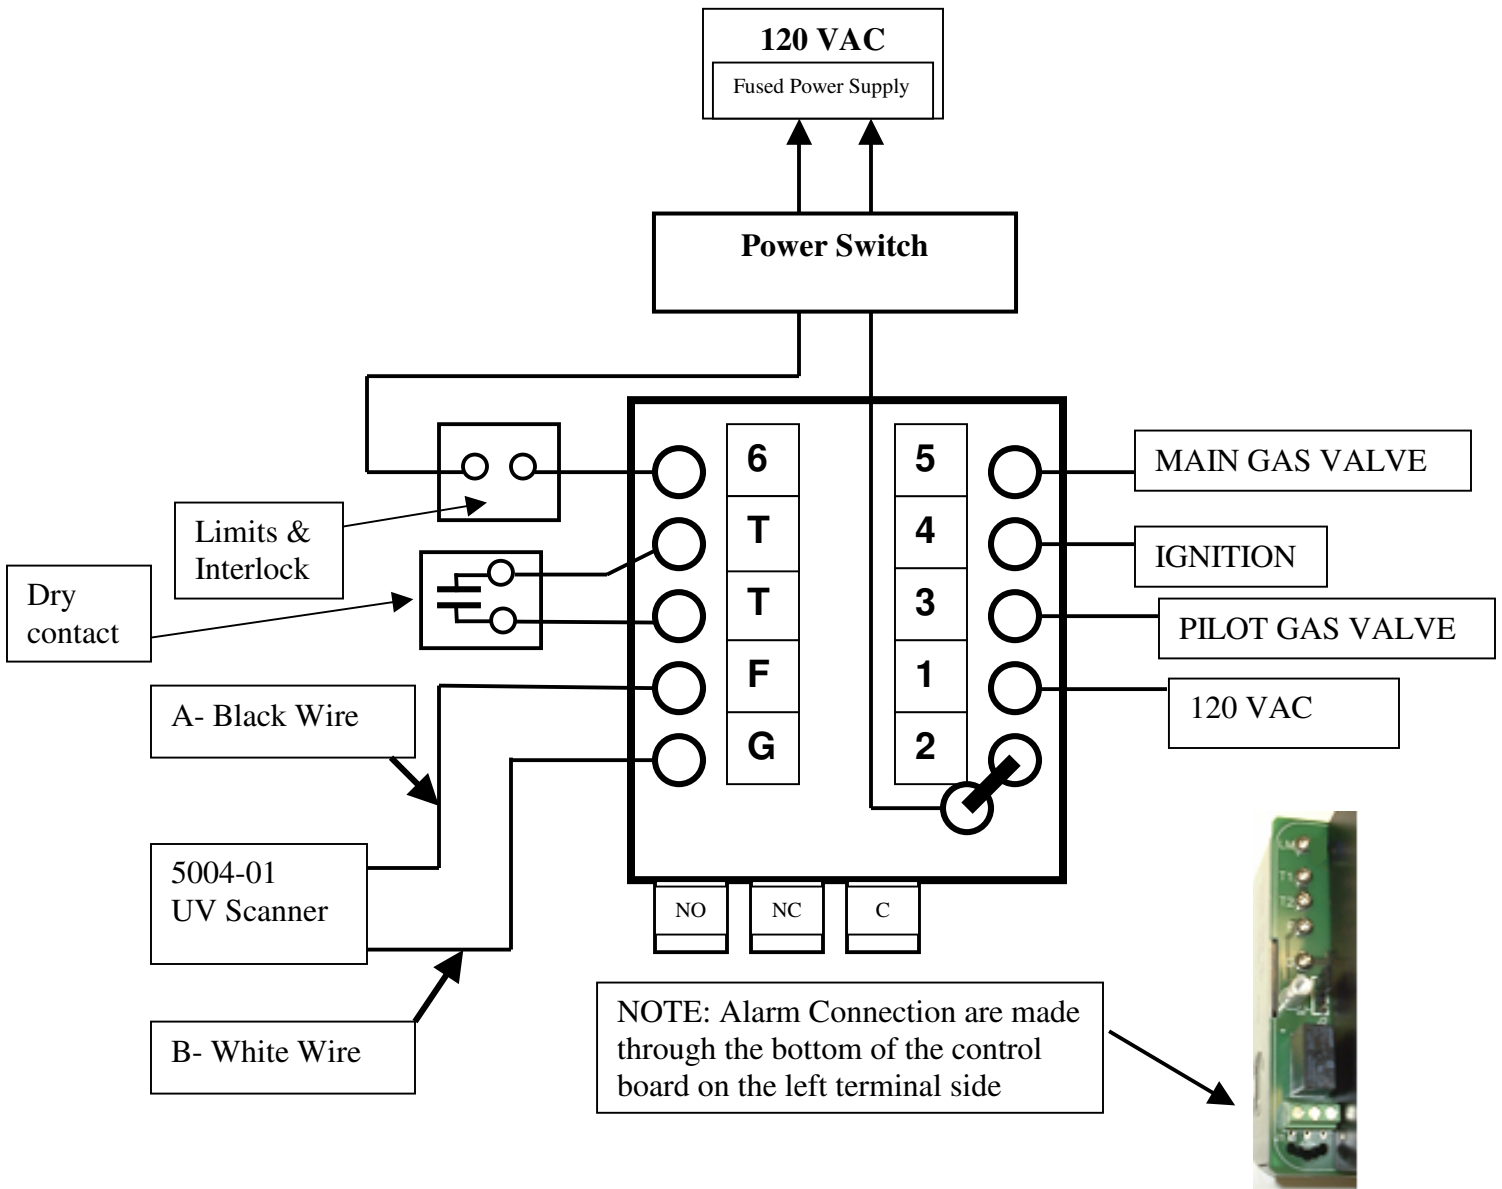 120 VAC
Fused Power Supply
Power Switch
6
T
T
F
G
5
4
3
1
2
MAIN GAS VALVE
IGNITION
PILOT GAS VALVE
120 VAC
Limits &
Interlock
Dry
contact
A- Black Wire
5004-01
UV Scanner
B- White Wire
NO
NC
C
NOTE: Alarm Connection are made
through the bottom of the control
board on the left terminal side
T1
T2